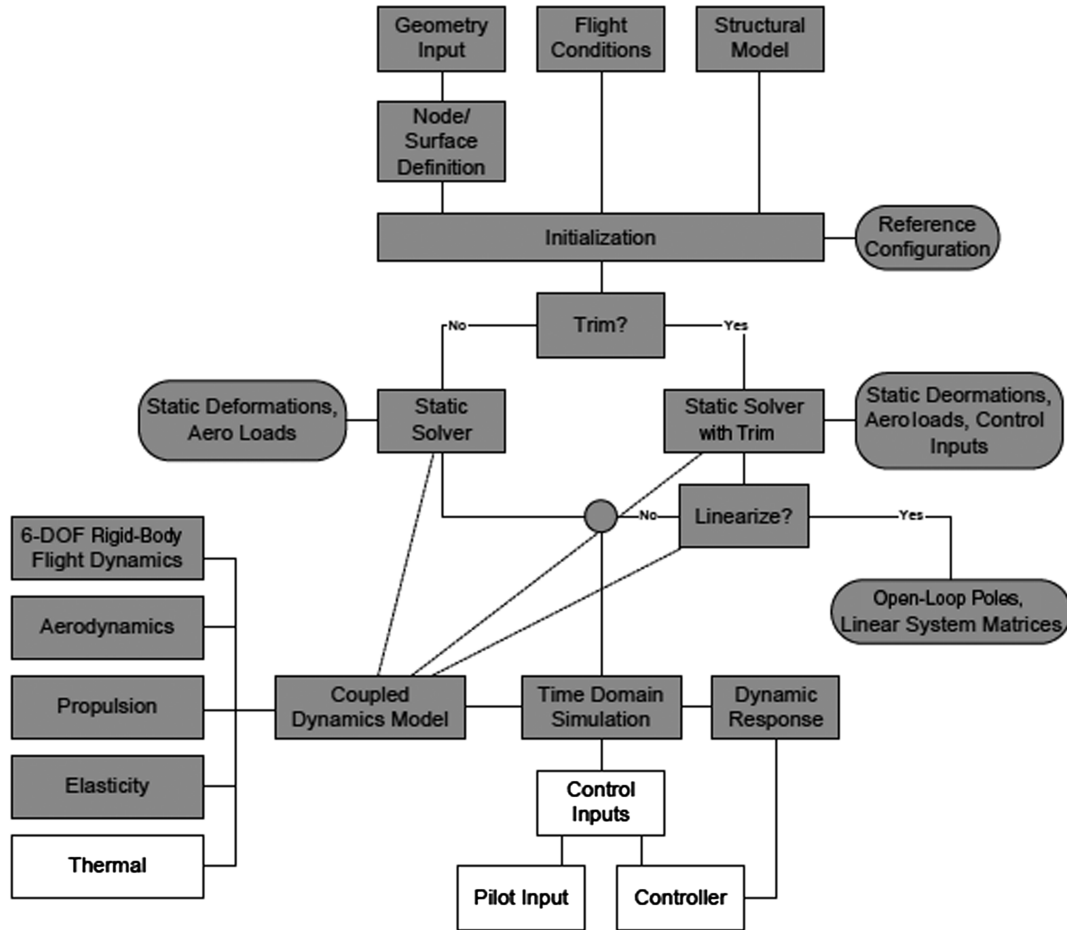 Geometry
Input
Flight
Conditions
Structural
Model
Node/
Surface
Definition
Initialization
Reference
Configuration
Trim?
No
Yes
Static Deformations,
Aero Loads
Static
Solver
Static Solver
with Trim
Static Deormations,
Aeroloads, Control
Inputs
No
Linearize?
Yes
6-DOF Rigid-Body
Flight Dynamics
Open-Loop Poles,
Linear System Matrices
Aerodynamics
Propulsion
Coupled
Dynamics Model
Time Domain
Simulation
Dynamic
Response
Elasticity
Control
Inputs
Thermal
Pilot Input
Controller